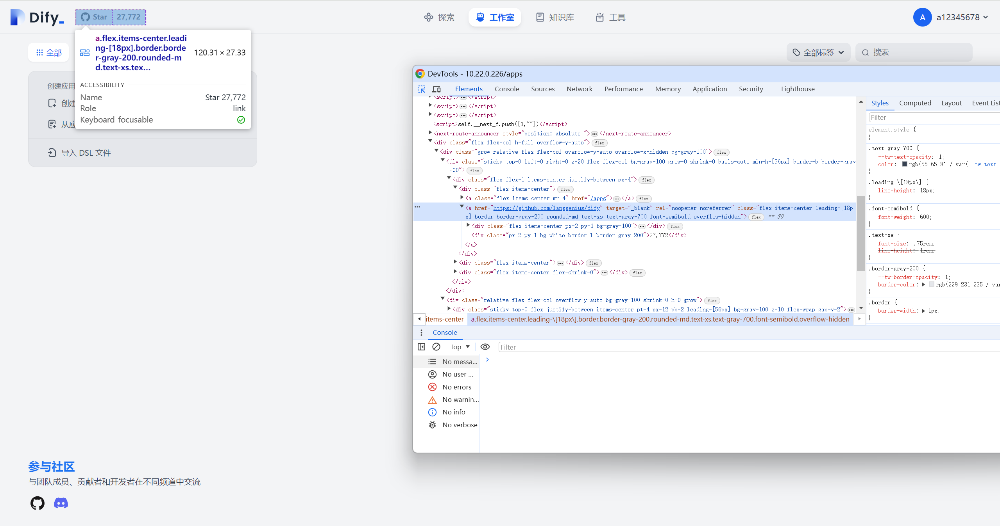 Dify_
Star 27,772
探索
工作室
知识库
工具
A a12345678
全部
全部标签
搜索
a.flex.items-center.leadi
ng-[18px].border.borde
r-gray-200.rounded-m
d.text-xs.tex...
120.31 × 27.33
ACCESSIBILITY
Name Star 27,772
Role link
Keyboard-focusable
创建应用
创建
从应
导入 DSL 文件
DevTools - 10.22.0.226/apps
Elements Console Sources Network Performance Memory Application Security Lighthouse
<script>…</script>
<script>…</script>
<script>…</script>
<script>self.__next_f.push([1,""])</script>
<next-route-announcer style="position: absolute;">…</next-route-announcer>
<div class="flex flex-col h-full overflow-y-auto"> flex
<div class="grow relative flex flex-col overflow-y-auto overflow-x-hidden bg-gray-100"> flex
<div class="sticky top-0 left-0 right-0 z-20 flex flex-col bg-gray-100 grow-0 shrink-0 basis-auto min-h-[56px] border-b border-gray
-200"> flex
<div class="flex flex-1 items-center justify-between px-4"> flex
<div class="flex items-center"> flex
<a class="flex items-center mr-4" href="/apps">…</a> flex
<a href="https://github.com/langgenius/dify" target="_blank" rel="noopener noreferrer" class="flex items-center leading-[18p
x] border border-gray-200 rounded-md text-xs text-gray-700 font-semibold overflow-hidden"> flex == $0
<div class="flex items-center px-2 py-1 bg-gray-100">…</div> flex
<div class="px-2 py-1 bg-white border-1 border-gray-200">27,772</div>
</a>
</div>
<div class="flex items-center">…</div> flex
<div class="flex items-center flex-shrink-0">…</div> flex
</div>
</div>
<div class="relative flex flex-col overflow-y-auto bg-gray-100 shrink-0 h-0 grow"> flex
<div class="sticky top-0 flex justify-between items-center pt-4 px-12 pb-2 leading-[56px] bg-gray-100 z-10 flex-wrap gap-y-2">…
items-center a.flex.items-center.leading-\[18px\].border.border-gray-200.rounded-md.text-xs.text-gray-700.font-semibold.overflow-hidden
Styles Computed Layout Event List
Filter
element.style {
}
.text-gray-700 {
--tw-text-opacity: 1;
color: rgb(55 65 81 / var(--tw-text-
}
.leading-\[18px\] {
line-height: 18px;
}
.font-semibold {
font-weight: 600;
}
.text-xs {
font-size: .75rem;
line-height: 1rem;
}
.border-gray-200 {
--tw-border-opacity: 1;
border-color: rgb(229 231 235 / var
}
.border {
border-width: 1px;
}
Console
top
Filter
No messa...
No user ...
No errors
No warnin...
No info
No verbose
参与社区
与团队成员、贡献者和开发者在不同频道中交流